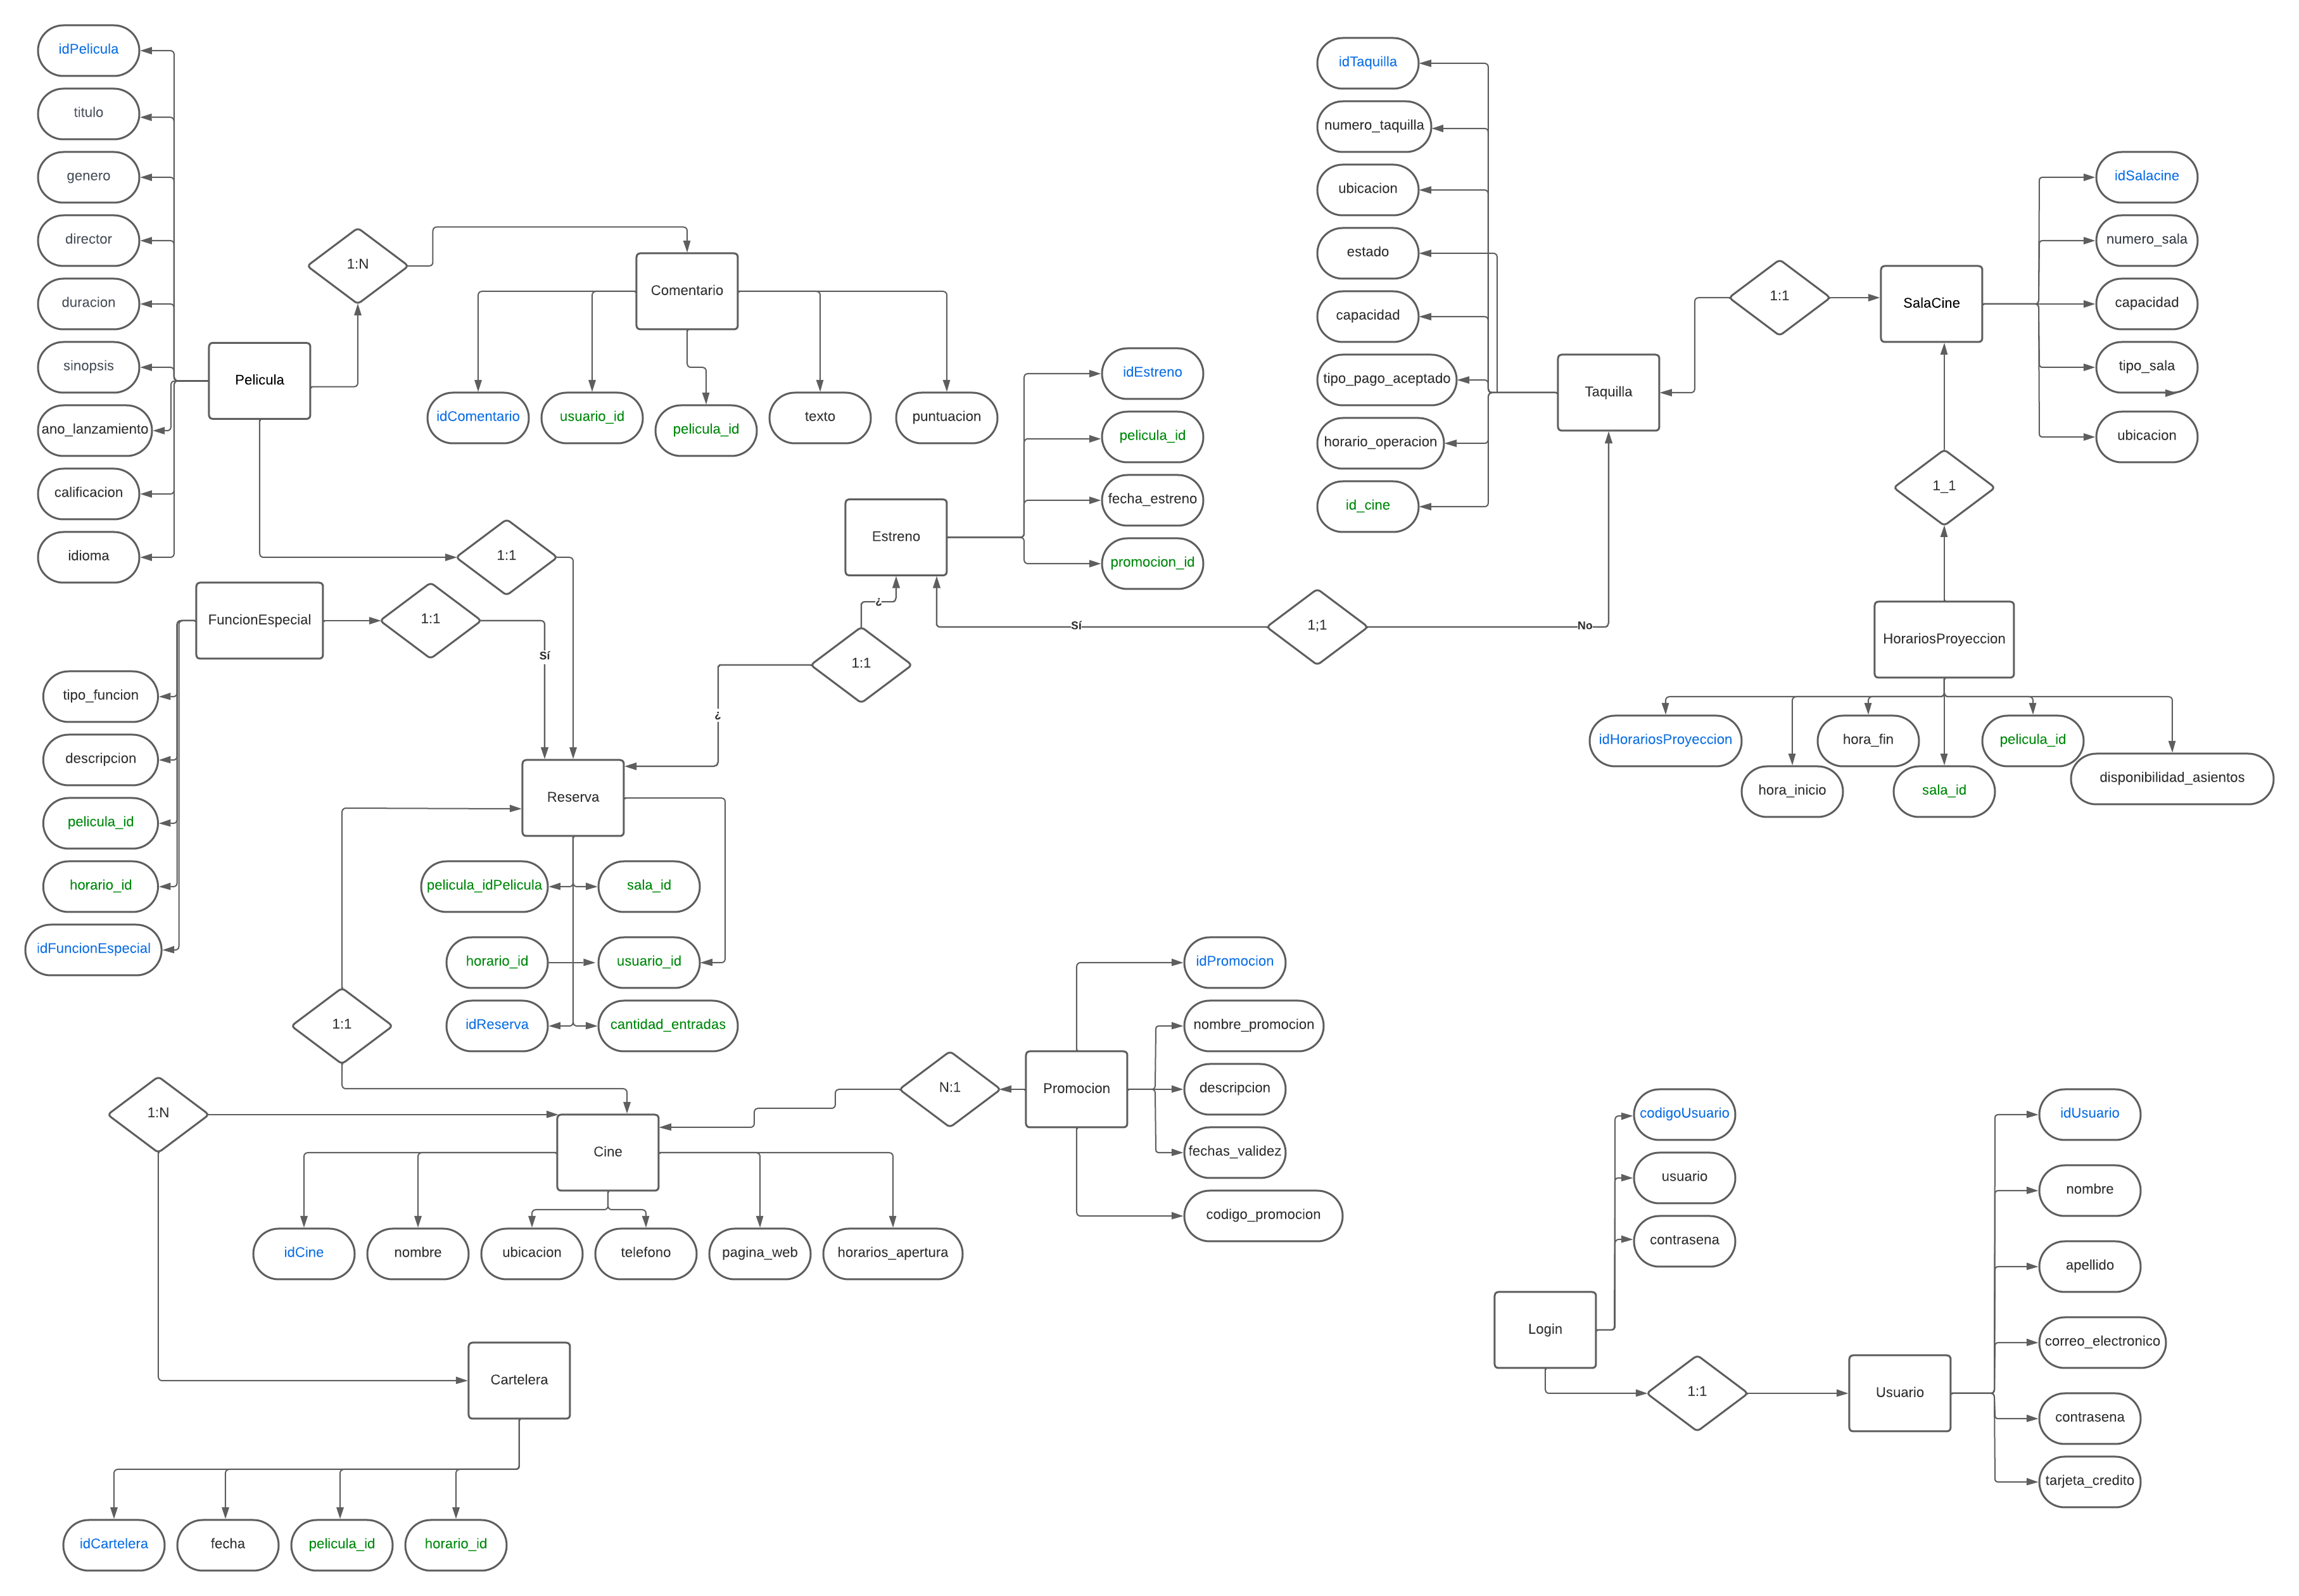 idPelicula
titulo
genero
director
duracion
sinopsis
ano_lanzamiento
calificacion
idioma
Pelicula
1:N
Comentario
idComentario
usuario_id
pelicula_id
texto
puntuacion
1:1
FuncionEspecial
1:1
Sí
tipo_funcion
descripcion
pelicula_id
horario_id
idFuncionEspecial
Estreno
idEstreno
pelicula_id
fecha_estreno
promocion_id
¿
1:1
¿
1;1
Sí
No
idTaquilla
numero_taquilla
ubicacion
estado
capacidad
tipo_pago_aceptado
horario_operacion
id_cine
Taquilla
1:1
SalaCine
idSalacine
numero_sala
capacidad
tipo_sala
ubicacion
1_1
HorariosProyeccion
idHorariosProyeccion
hora_inicio
hora_fin
sala_id
pelicula_id
disponibilidad_asientos
Reserva
pelicula_idPelicula
sala_id
horario_id
usuario_id
idReserva
cantidad_entradas
1:1
1:N
N:1
Promocion
idPromocion
nombre_promocion
descripcion
fechas_validez
codigo_promocion
Cine
idCine
nombre
ubicacion
telefono
pagina_web
horarios_apertura
Cartelera
idCartelera
fecha
pelicula_id
horario_id
codigoUsuario
usuario
contrasena
Login
1:1
Usuario
idUsuario
nombre
apellido
correo_electronico
contrasena
tarjeta_credito